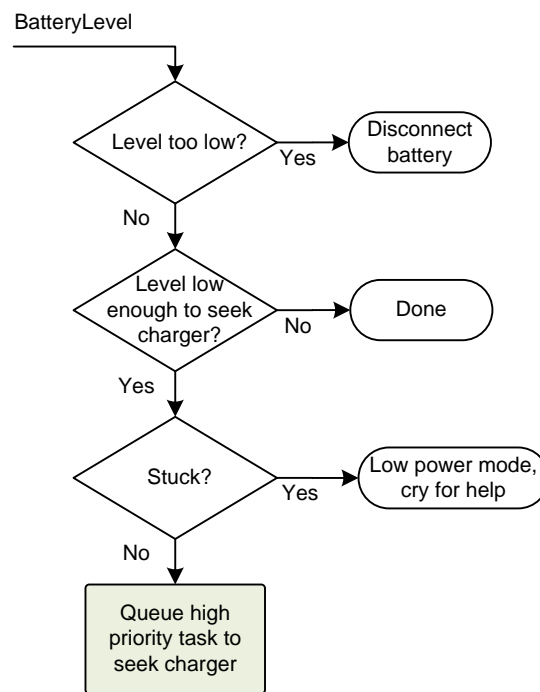 BatteryLevel
Level too low?
Yes
Disconnect
battery
No
Level low
enough to seek
charger?
No
Done
Yes
Stuck?
Yes
Low power mode,
cry for help
No
Queue high
priority task to
seek charger